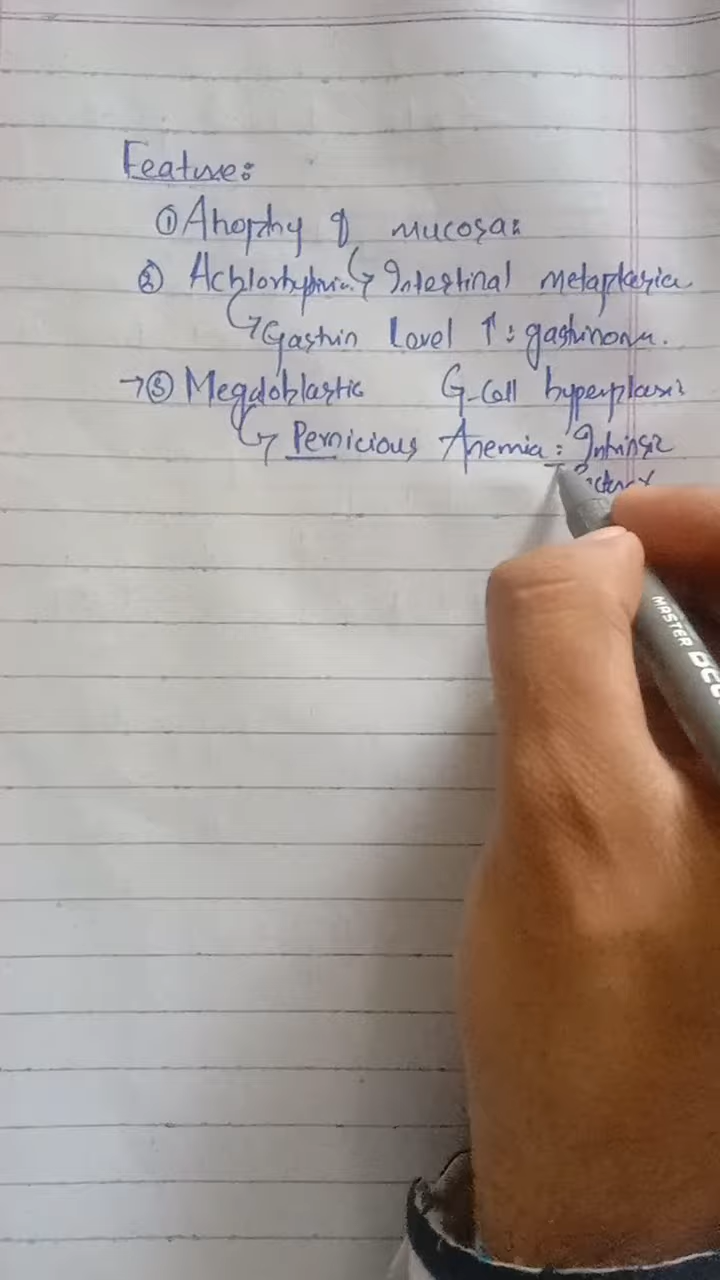 Feature:
① Atrophy of mucosa:
② Achlorhydria. ↳ Intestinal metaplasia.
↳ Gastrin Level ↑ : gastrinoma.
→ ③ Megaloblastic G-Cell hyperplasia
↳ Pernicious Anemia : Intrinsic
factor x
MASTER